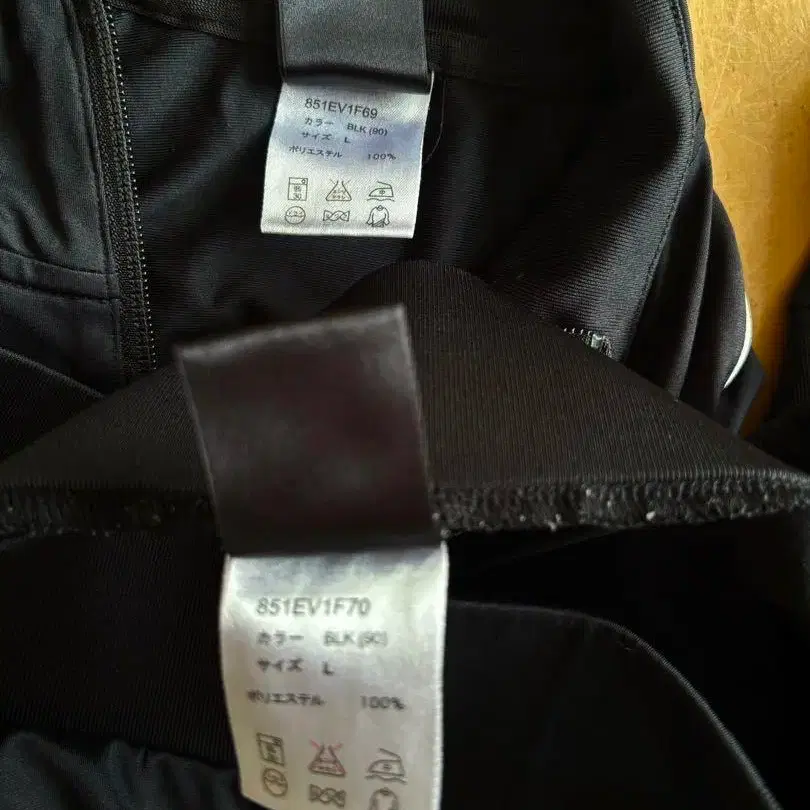 851EV1F69
カラー BLK (90)
サイズ L
ポリエステル 100%
851EV1F70
カラー BLK (90)
サイズ L
ポリエステル 100%